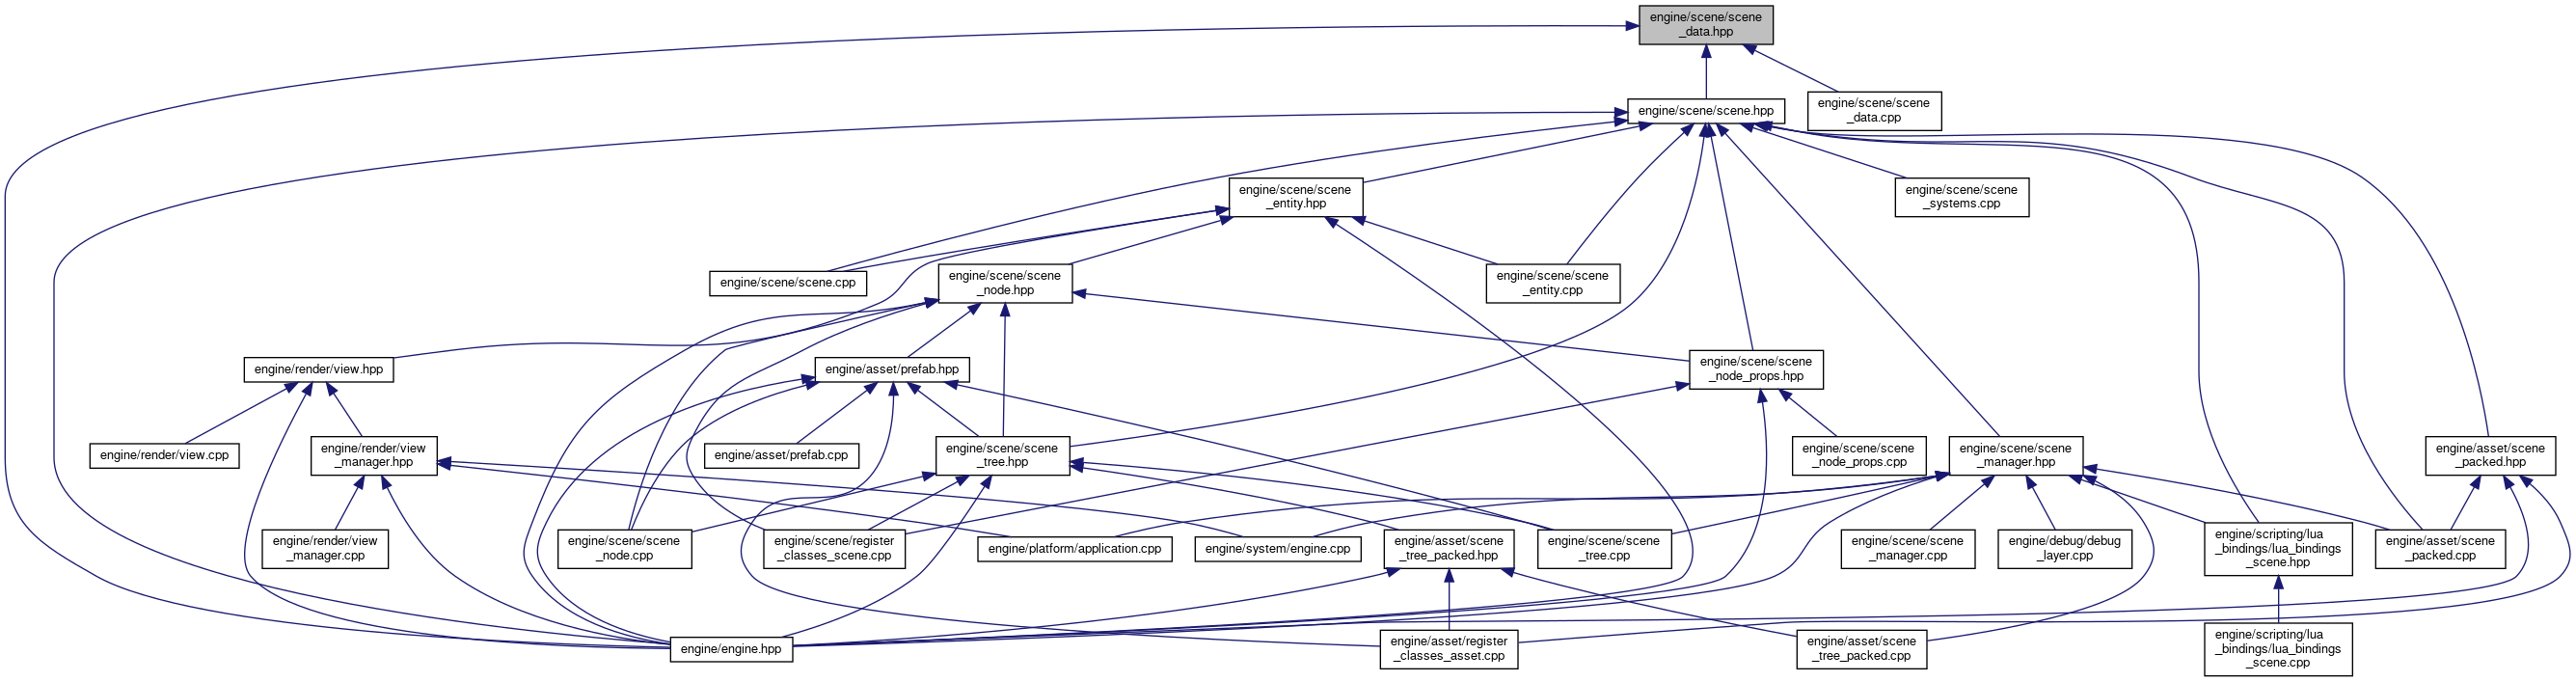 engine/scene/scene
_data.hpp
engine/scene/scene.hpp
engine/scene/scene
_data.cpp
engine/scene/scene
_entity.hpp
engine/scene/scene
_systems.cpp
engine/scene/scene.cpp
engine/scene/scene
_node.hpp
engine/scene/scene
_entity.cpp
engine/render/view.hpp
engine/asset/prefab.hpp
engine/scene/scene
_node_props.hpp
engine/render/view.cpp
engine/render/view
_manager.hpp
engine/asset/prefab.cpp
engine/scene/scene
_tree.hpp
engine/scene/scene
_node_props.cpp
engine/scene/scene
_manager.hpp
engine/asset/scene
_packed.hpp
engine/render/view
_manager.cpp
engine/scene/scene
_node.cpp
engine/scene/register
_classes_scene.cpp
engine/platform/application.cpp
engine/system/engine.cpp
engine/asset/scene
_tree_packed.hpp
engine/scene/scene
_tree.cpp
engine/scene/scene
_manager.cpp
engine/debug/debug
_layer.cpp
engine/scripting/lua
_bindings/lua_bindings
_scene.hpp
engine/asset/scene
_packed.cpp
engine/engine.hpp
engine/asset/register
_classes_asset.cpp
engine/asset/scene
_tree_packed.cpp
engine/scripting/lua
_bindings/lua_bindings
_scene.cpp